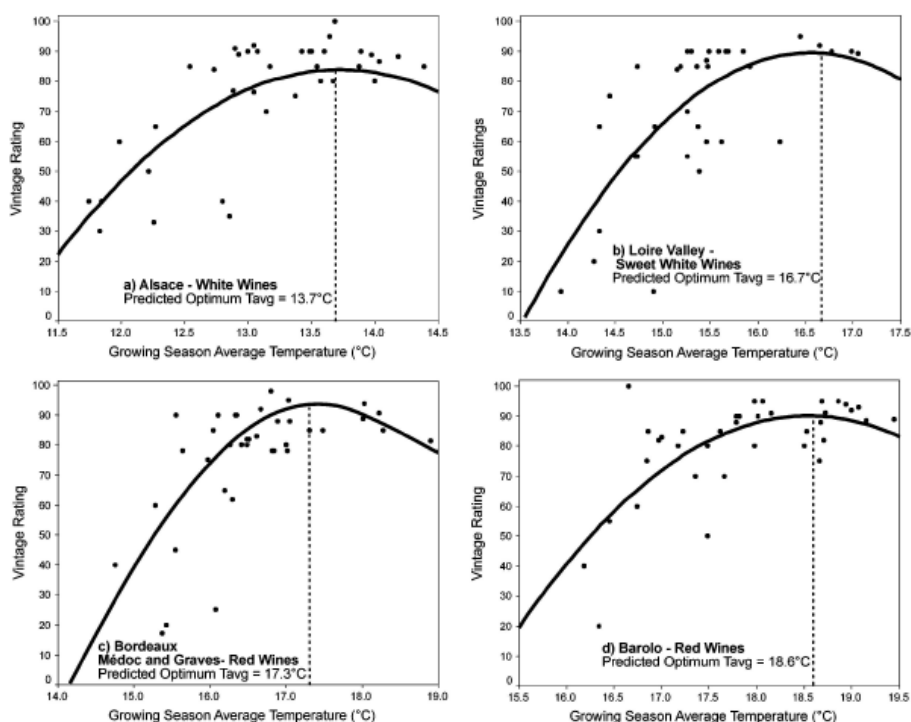 100
90
80
70
60
50
40
30
20
10
0
Vintage Rating
a) Alsace - White Wines
Predicted Optimum Tavg = 13.7°C
11.5 12.0 12.5 13.0 13.5 14.0 14.5
Growing Season Average Temperature (°C)
100
90
80
70
60
50
40
30
20
10
0
Vintage Ratings
b) Loire Valley -
Sweet White Wines
Predicted Optimum Tavg = 16.7°C
13.5 14.0 14.5 15.0 15.5 16.0 16.5 17.0 17.5
Growing Season Average Temperature (°C)
100
90
80
70
60
50
40
30
20
10
0
Vintage Rating
c) Bordeaux
Médoc and Graves- Red Wines
Predicted Optimum Tavg = 17.3°C
14.0 15.0 16.0 17.0 18.0 19.0
Growing Season Average Temperature (°C)
100
90
80
70
60
50
40
30
20
10
0
Vintage Rating
d) Barolo - Red Wines
Predicted Optimum Tavg = 18.6°C
15.5 16.0 16.5 17.0 17.5 18.0 18.5 19.0 19.5
Growing Season Average Temperature (°C)